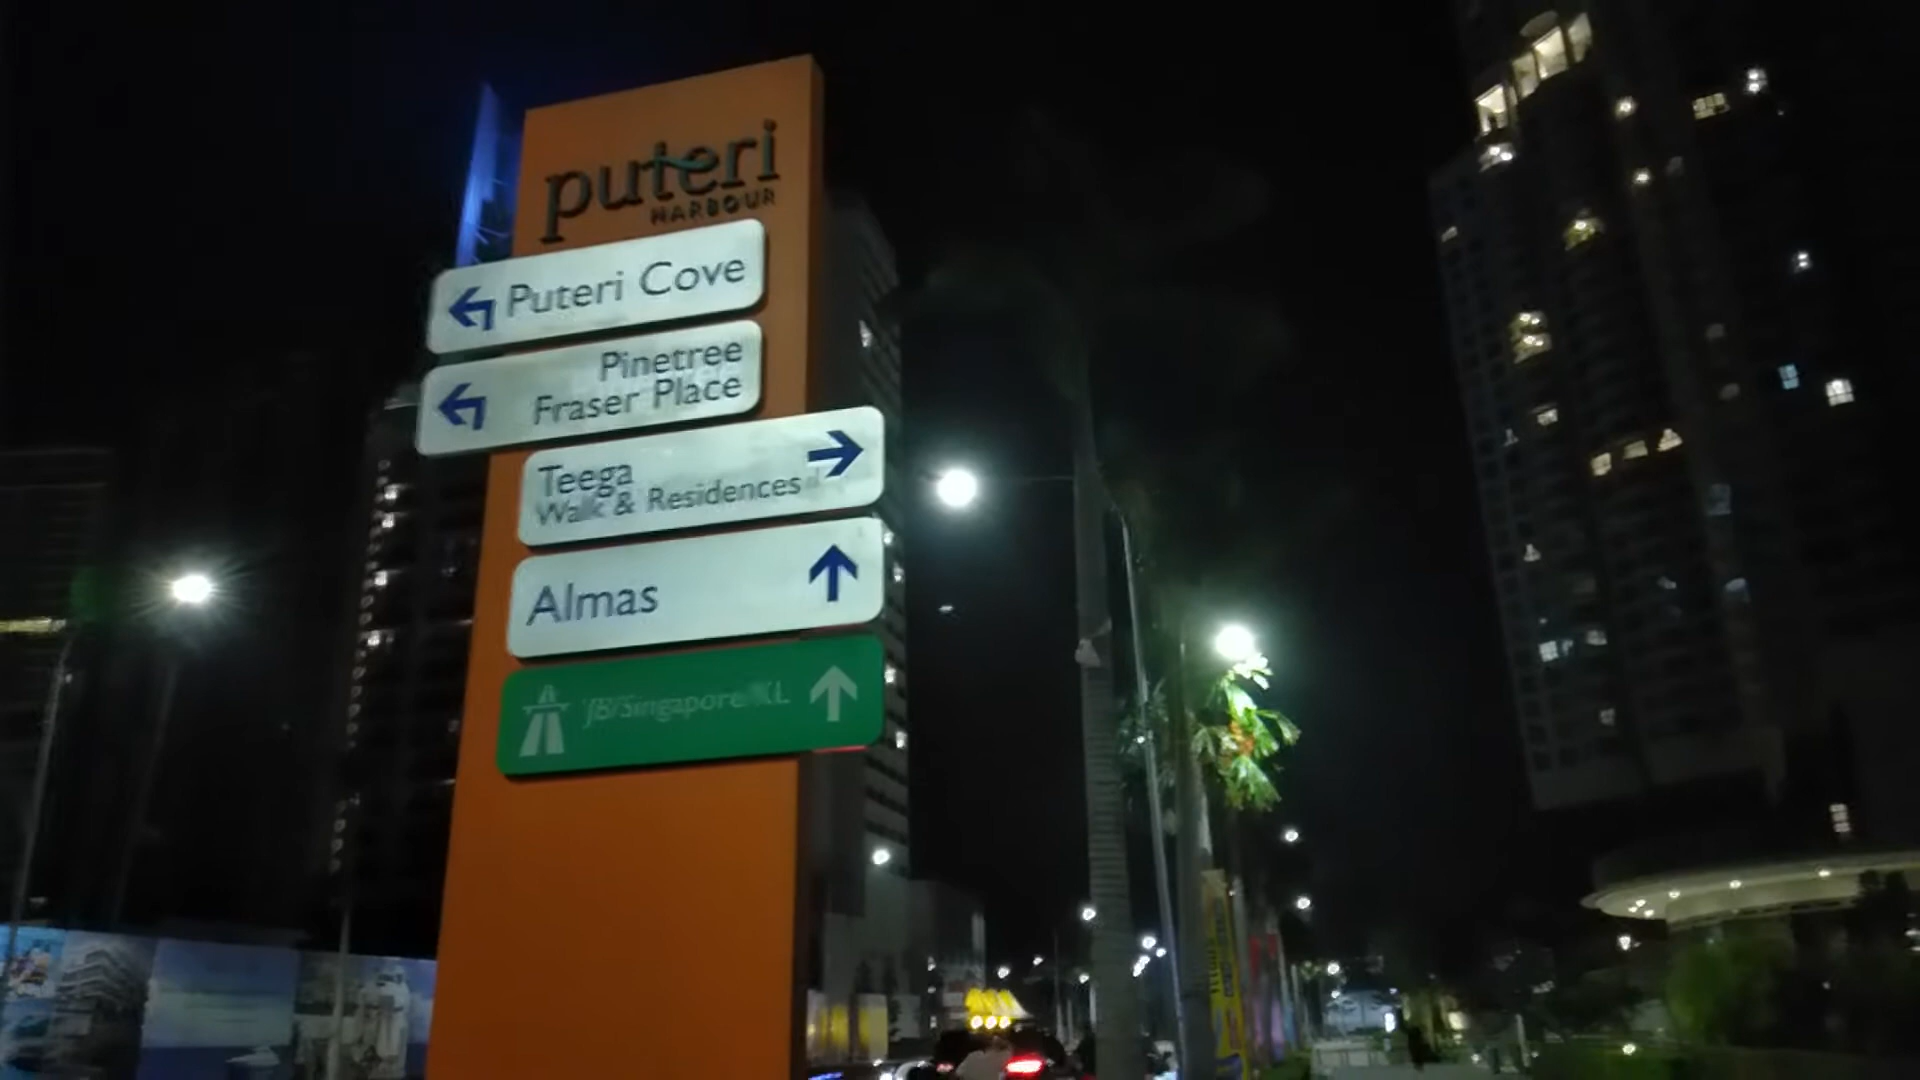 puteri
HARBOUR
Puteri Cove
Pinetree
Fraser Place
Teega
Walk & Residences
Almas
JB/Singapore/KL